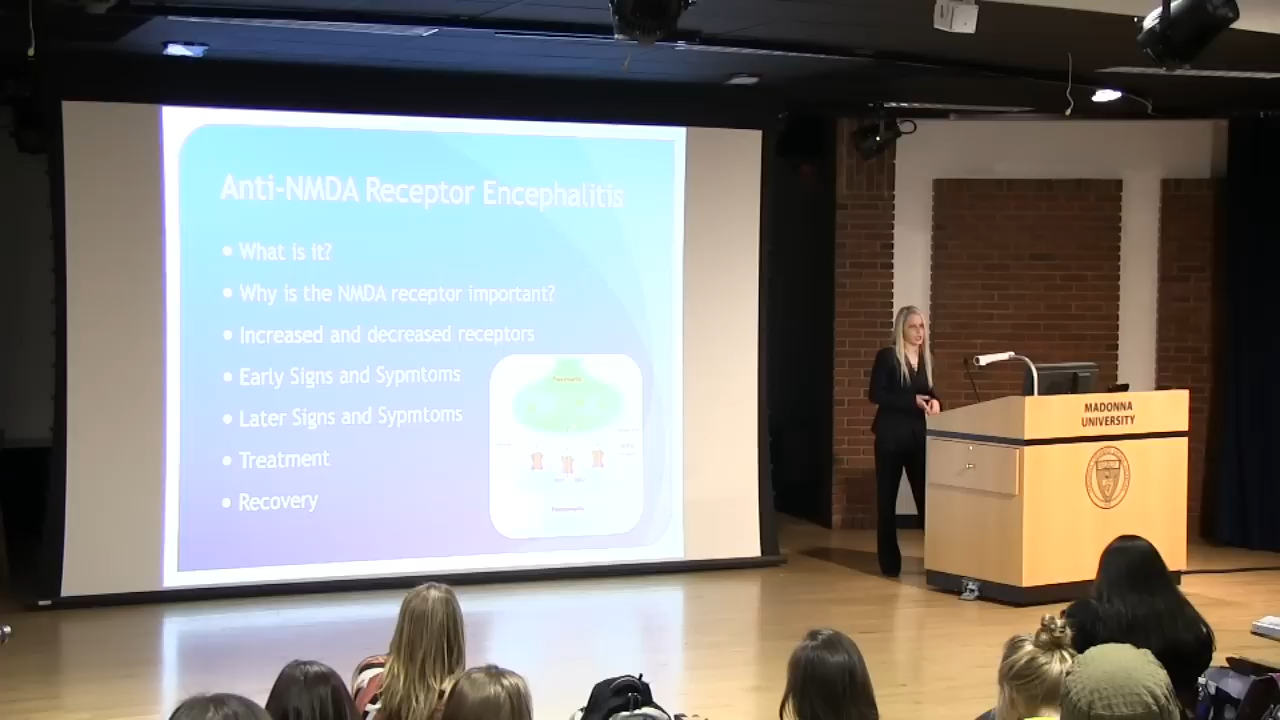 Anti-NMDA Receptor Encephalitis
• What is it?
• Why is the NMDA receptor important?
• Increased and decreased receptors
• Early Signs and Sypmtoms
• Later Signs and Sypmtoms
• Treatment
• Recovery
MADONNA
UNIVERSITY